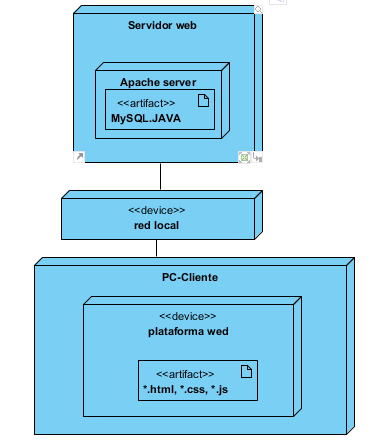 Servidor web
Apache server
<<artifact>>
MySQL.JAVA
<<device>>
red local
PC-Cliente
<<device>>
plataforma wed
<<artifact>>
*.html, *.css, *.js